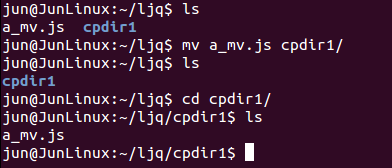 jun@JunLinux:~/ljq$ ls
a_mv.js  cpdir1
jun@JunLinux:~/ljq$ mv a_mv.js cpdir1/
jun@JunLinux:~/ljq$ ls
cpdir1
jun@JunLinux:~/ljq$ cd cpdir1/
jun@JunLinux:~/ljq/cpdir1$ ls
a_mv.js
jun@JunLinux:~/ljq/cpdir1$